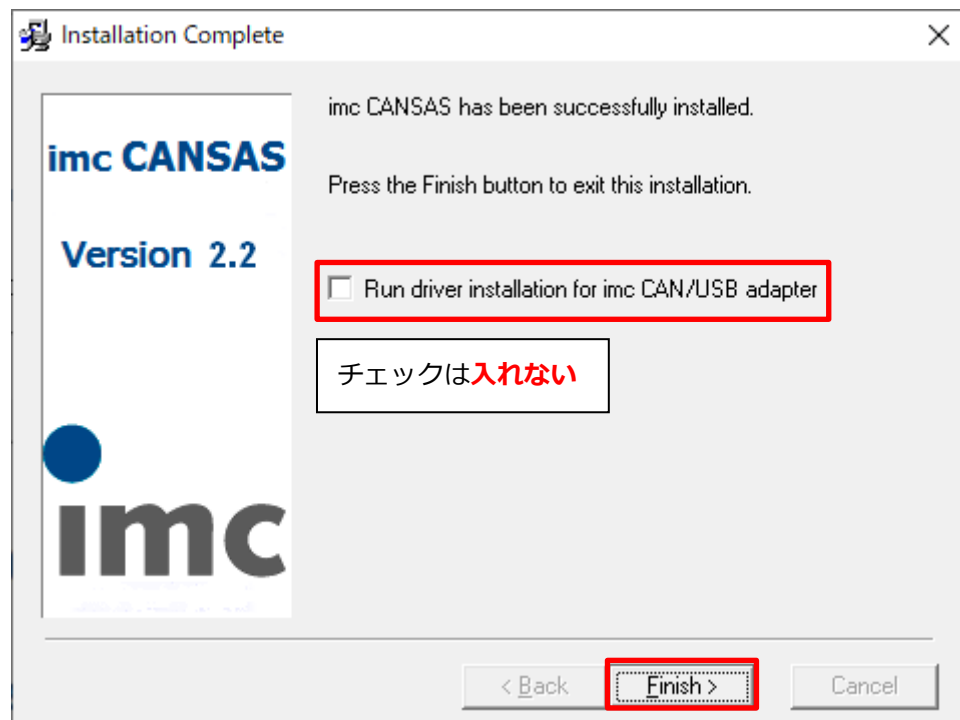 Installation Complete
imc CANSAS
Version 2.2
imc
imc CANSAS has been successfully installed.
Press the Finish button to exit this installation.
Run driver installation for imc CAN/USB adapter
チェックは入れない
< Back
Finish >
Cancel